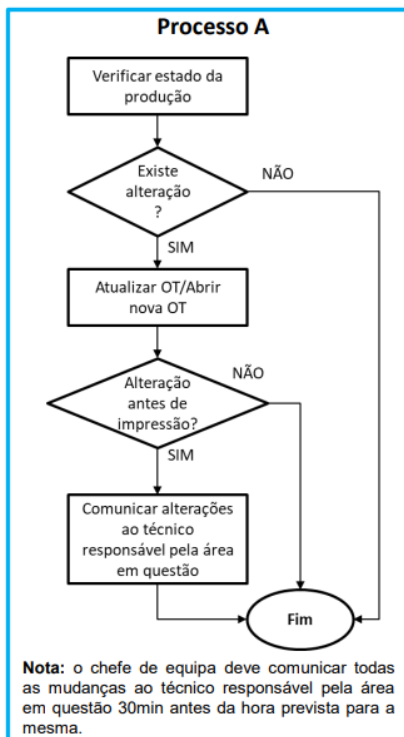 Processo A
Verificar estado da
produção
Existe
alteração
?
NÃO
SIM
Atualizar OT/Abrir
nova OT
Alteração
antes de
impressão?
NÃO
SIM
Comunicar alterações
ao técnico
responsável pela área
em questão
Fim
Nota: o chefe de equipa deve comunicar todas
as mudanças ao técnico responsável pela área
em questão 30min antes da hora prevista para a
mesma.